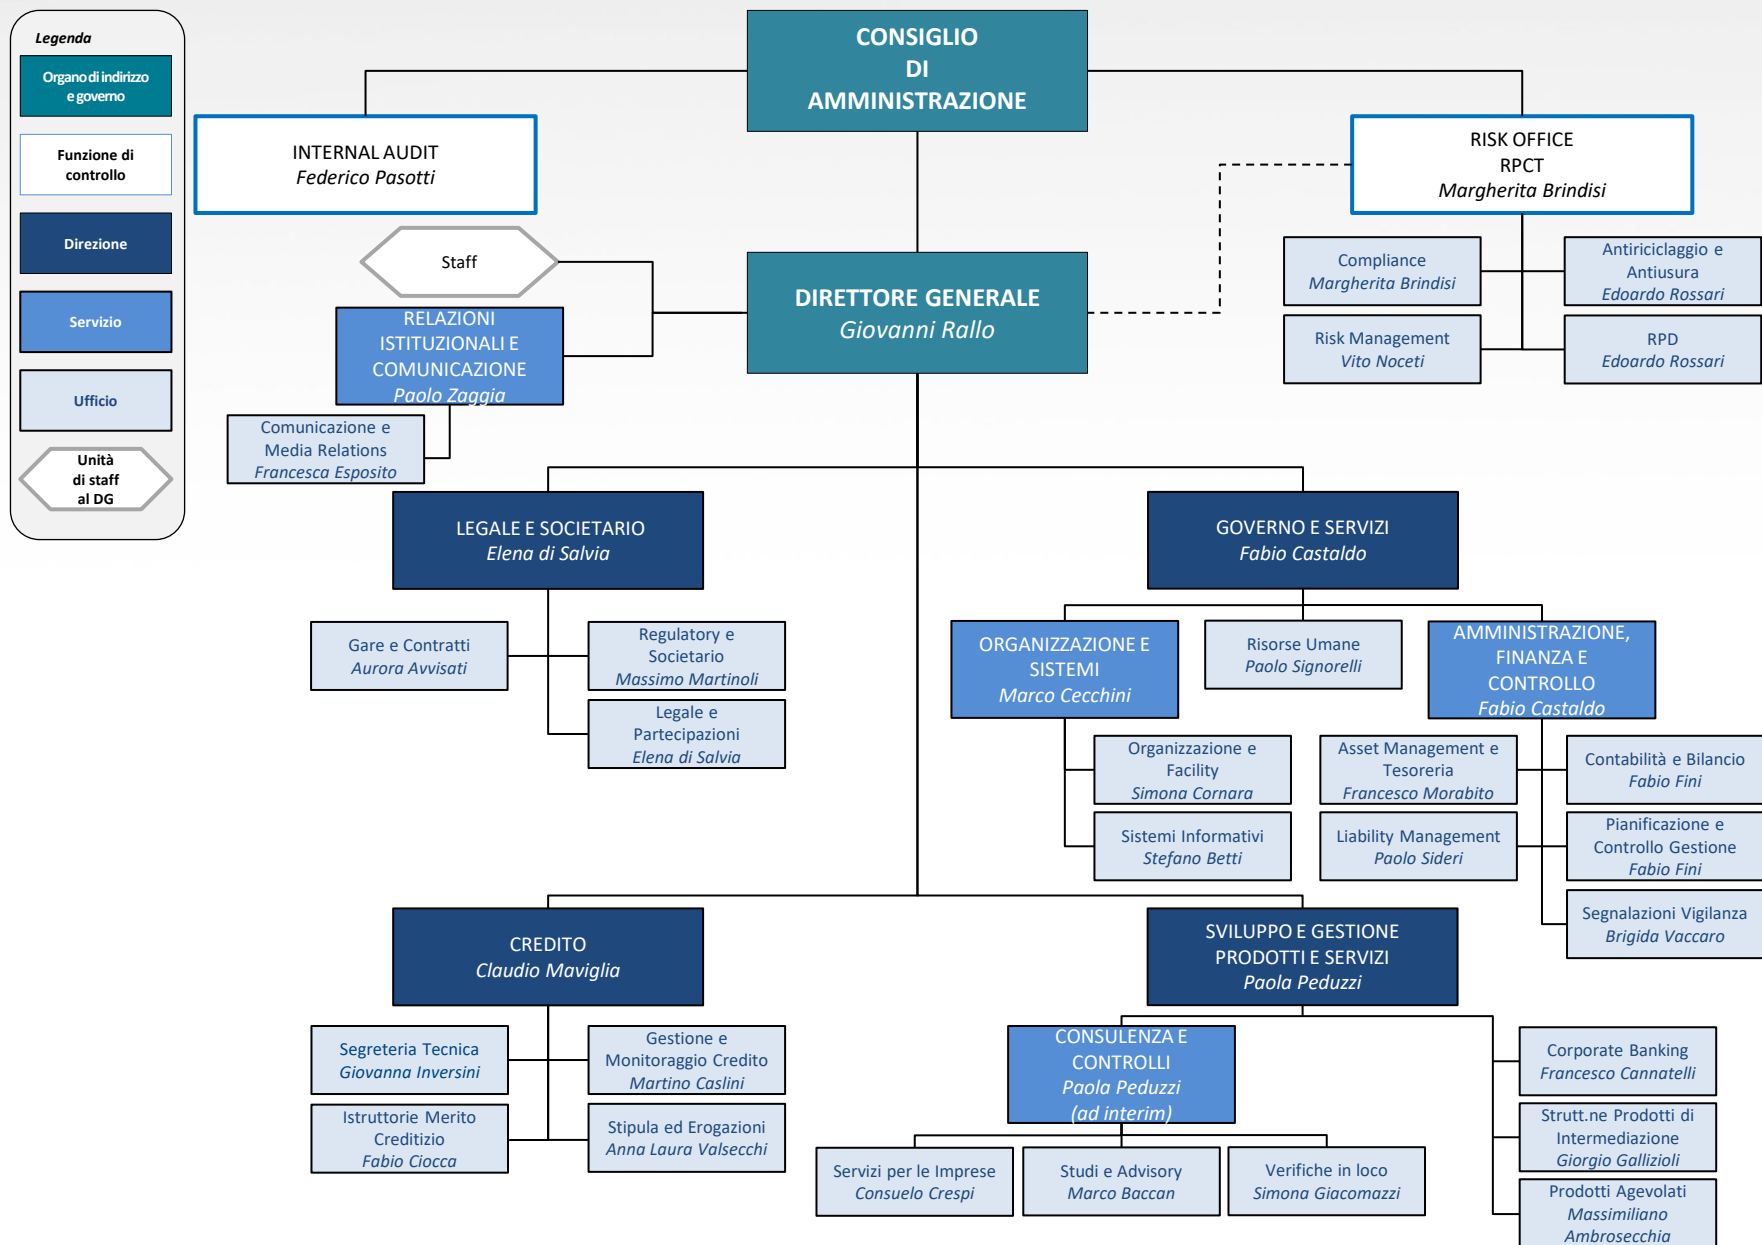 Legenda
Organo di indirizzo
e governo
Funzione di
controllo
Direzione
Servizio
Ufficio
Unità
di staff
al DG
CONSIGLIO
DI
AMMINISTRAZIONE
INTERNAL AUDIT
Federico Pasotti
RISK OFFICE
RPCT
Margherita Brindisi
Compliance
Margherita Brindisi
Antiriciclaggio e
Antiusura
Edoardo Rossari
Risk Management
Vito Noceti
RPD
Edoardo Rossari
Staff
DIRETTORE GENERALE
Giovanni Rallo
RELAZIONI
ISTITUZIONALI E
COMUNICAZIONE
Paolo Zaggia
Comunicazione e
Media Relations
Francesca Esposito
LEGALE E SOCIETARIO
Elena di Salvia
Gare e Contratti
Aurora Avvisati
Regulatory e
Societario
Massimo Martinoli
Legale e
Partecipazioni
Elena di Salvia
GOVERNO E SERVIZI
Fabio Castaldo
ORGANIZZAZIONE E
SISTEMI
Marco Cecchini
Risorse Umane
Paolo Signorelli
AMMINISTRAZIONE,
FINANZA E
CONTROLLO
Fabio Castaldo
Organizzazione e
Facility
Simona Cornara
Sistemi Informativi
Stefano Betti
Asset Management e
Tesoreria
Francesco Morabito
Contabilità e Bilancio
Fabio Fini
Liability Management
Paolo Sideri
Pianificazione e
Controllo Gestione
Fabio Fini
Segnalazioni Vigilanza
Brigida Vaccaro
CREDITO
Claudio Maviglia
Segreteria Tecnica
Giovanna Inversini
Gestione e
Monitoraggio Credito
Martino Caslini
Istruttorie Merito
Creditizio
Fabio Ciocca
Stipula ed Erogazioni
Anna Laura Valsecchi
SVILUPPO E GESTIONE
PRODOTTI E SERVIZI
Paola Peduzzi
CONSULENZA E
CONTROLLI
Paola Peduzzi
(ad interim)
Servizi per le Imprese
Consuelo Crespi
Studi e Advisory
Marco Baccan
Verifiche in loco
Simona Giacomazzi
Corporate Banking
Francesco Cannatelli
Strutt.ne Prodotti di
Intermediazione
Giorgio Gallizioli
Prodotti Agevolati
Massimiliano
Ambrosecchia